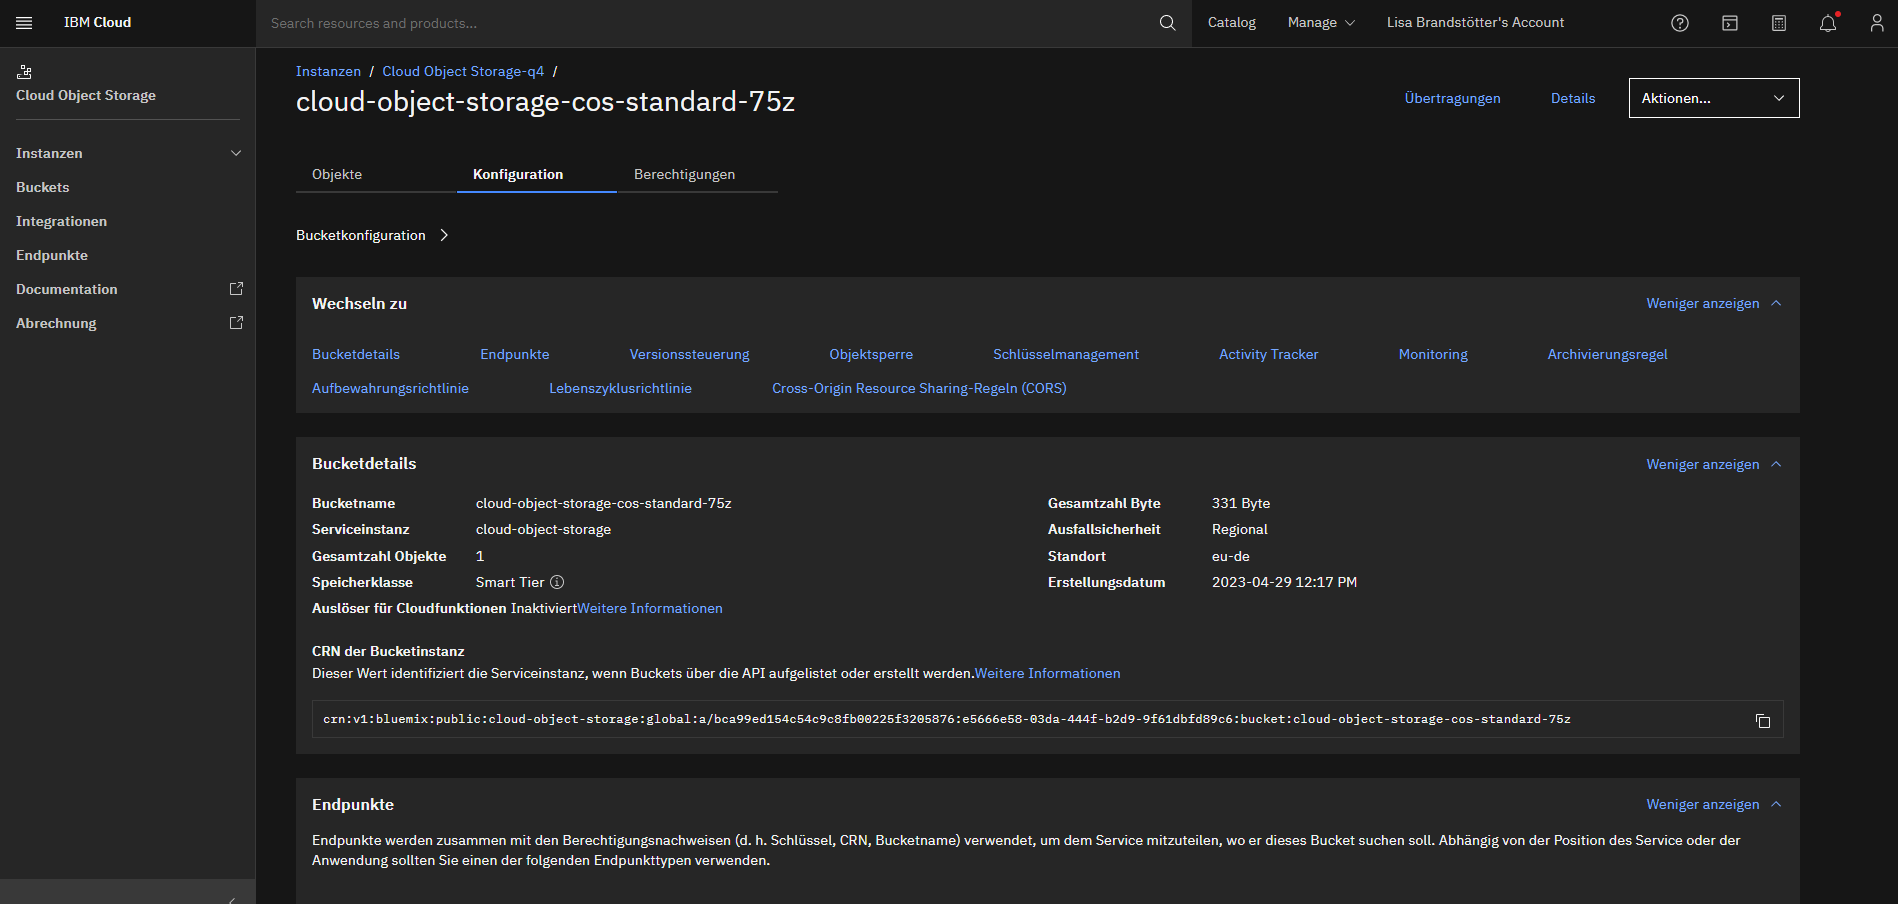 IBM Cloud
Search resources and products...
Catalog
Manage
Lisa Brandstötter's Account
Cloud Object Storage
Instanzen
Buckets
Integrationen
Endpunkte
Documentation
Abrechnung
Instanzen / Cloud Object Storage-q4 /
cloud-object-storage-cos-standard-75z
Übertragungen
Details
Aktionen...
Objekte
Konfiguration
Berechtigungen
Bucketkonfiguration
Wechseln zu
Weniger anzeigen
Bucketdetails Endpunkte Versionssteuerung Objektsperre Schlüsselmanagement Activity Tracker Monitoring Archivierungsregel
Aufbewahrungsrichtlinie Lebenszyklusrichtlinie Cross-Origin Resource Sharing-Regeln (CORS)
Bucketdetails
Weniger anzeigen
Bucketname cloud-object-storage-cos-standard-75z
Serviceinstanz cloud-object-storage
Gesamtzahl Objekte 1
Speicherklasse Smart Tier
Auslöser für Cloudfunktionen InaktiviertWeitere Informationen
Gesamtzahl Byte 331 Byte
Ausfallsicherheit Regional
Standort eu-de
Erstellungsdatum 2023-04-29 12:17 PM
CRN der Bucketinstanz
Dieser Wert identifiziert die Serviceinstanz, wenn Buckets über die API aufgelistet oder erstellt werden.Weitere Informationen
crn:v1:bluemix:public:cloud-object-storage:global:a/bca99ed154c54c9c8fb00225f3205876:e5666e58-03da-444f-b2d9-9f61dbfd89c6:bucket:cloud-object-storage-cos-standard-75z
Endpunkte
Weniger anzeigen
Endpunkte werden zusammen mit den Berechtigungsnachweisen (d. h. Schlüssel, CRN, Bucketname) verwendet, um dem Service mitzuteilen, wo er dieses Bucket suchen soll. Abhängig von der Position des Service oder der
Anwendung sollten Sie einen der folgenden Endpunkttypen verwenden.